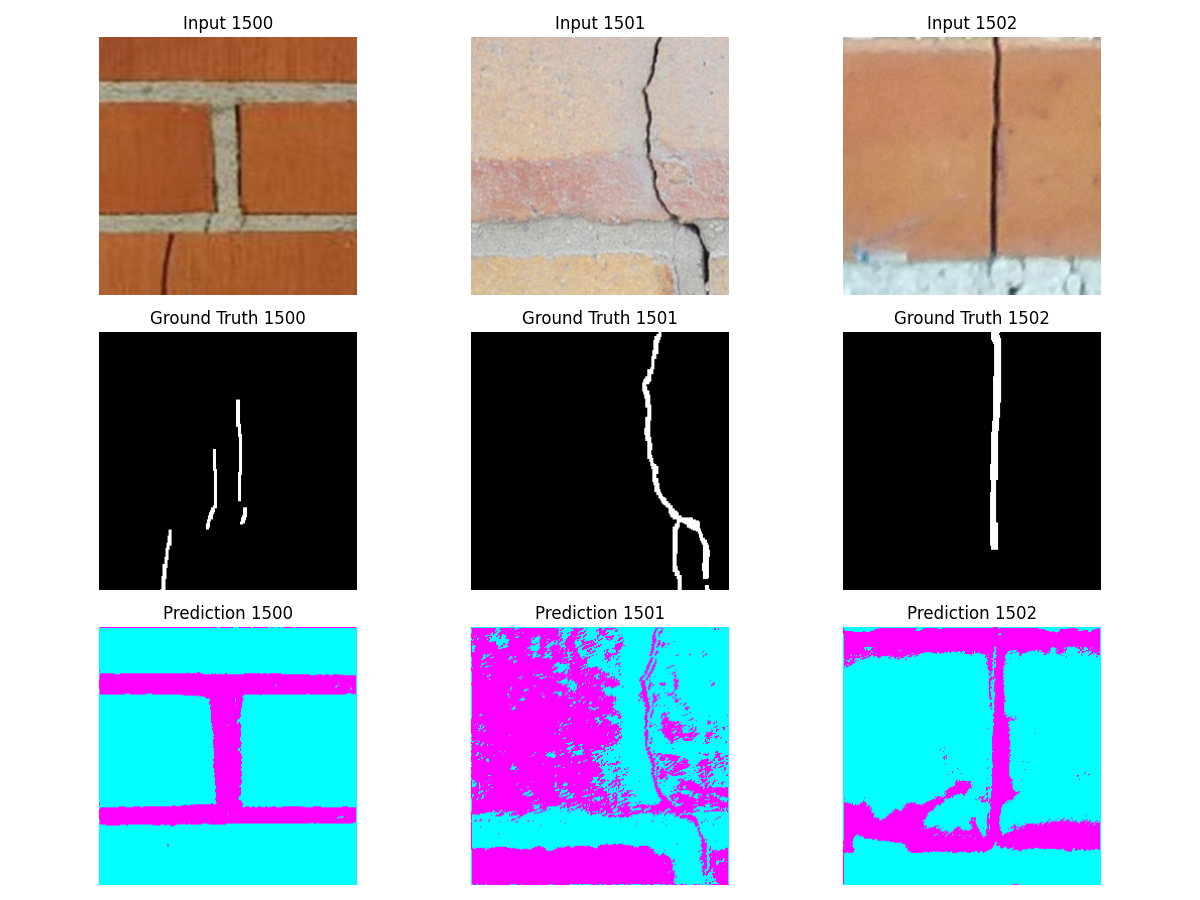 Input 1500
Input 1501
Input 1502
Ground Truth 1500
Ground Truth 1501
Ground Truth 1502
Prediction 1500
Prediction 1501
Prediction 1502